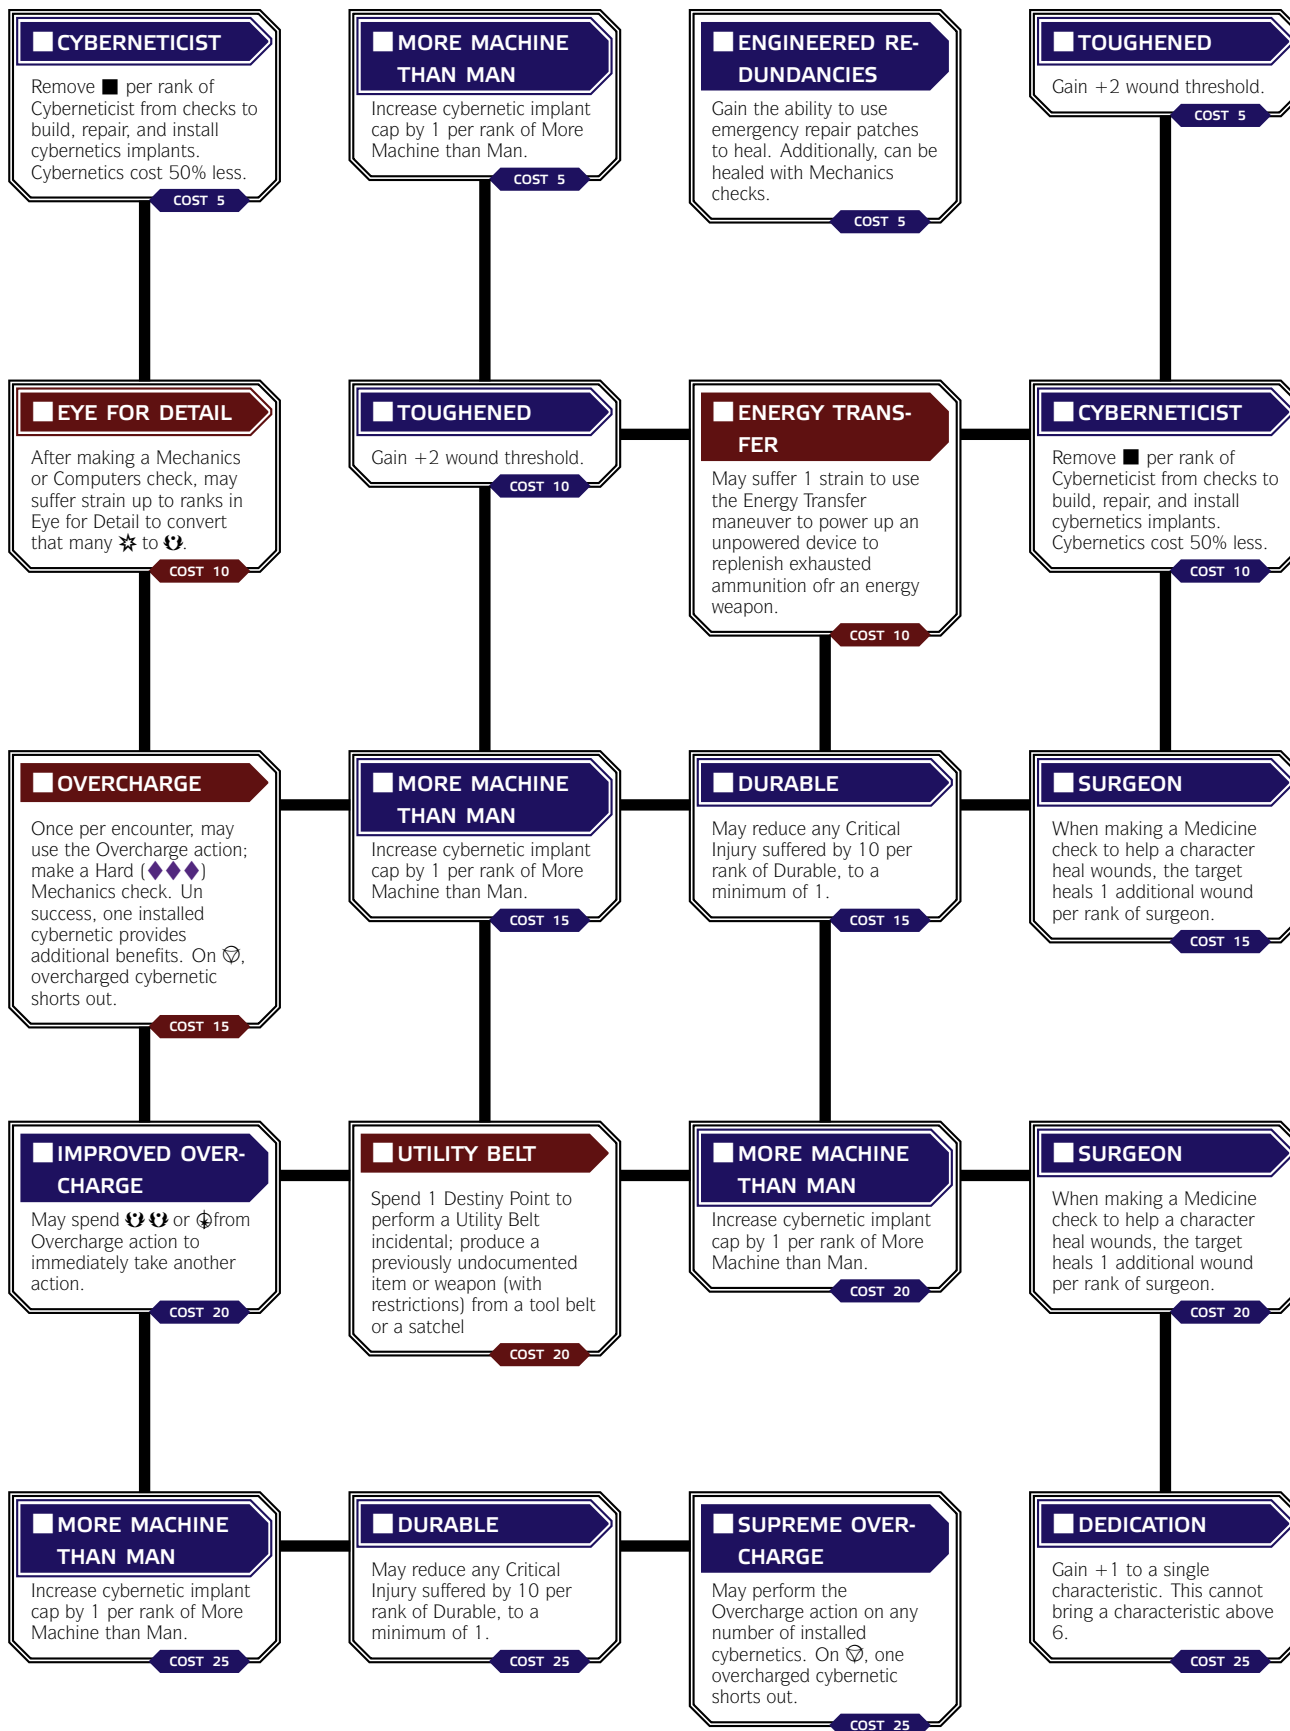 CYBERNETICIST
Remove ■ per rank of
Cyberneticist from checks to
build, repair, and install
cybernetics implants.
Cybernetics cost 50% less.
COST 5
MORE MACHINE
THAN MAN
Increase cybernetic implant
cap by 1 per rank of More
Machine than Man.
COST 5
ENGINEERED RE-
DUNDANCIES
Gain the ability to use
emergency repair patches
to heal. Additionally, can be
healed with Mechanics
checks.
COST 5
TOUGHENED
Gain +2 wound threshold.
COST 5
EYE FOR DETAIL
After making a Mechanics
or Computers check, may
suffer strain up to ranks in
Eye for Detail to convert
that many to .
COST 10
TOUGHENED
Gain +2 wound threshold.
COST 10
ENERGY TRANS-
FER
May suffer 1 strain to use
the Energy Transfer
maneuver to power up an
unpowered device to
replenish exhausted
ammunition ofr an energy
weapon.
COST 10
CYBERNETICIST
Remove ■ per rank of
Cyberneticist from checks to
build, repair, and install
cybernetics implants.
Cybernetics cost 50% less.
COST 10
OVERCHARGE
Once per encounter, may
use the Overcharge action;
make a Hard (◆◆◆)
Mechanics check. Un
success, one installed
cybernetic provides
additional benefits. On ,
overcharged cybernetic
shorts out.
COST 15
MORE MACHINE
THAN MAN
Increase cybernetic implant
cap by 1 per rank of More
Machine than Man.
COST 15
DURABLE
May reduce any Critical
Injury suffered by 10 per
rank of Durable, to a
minimum of 1.
COST 15
SURGEON
When making a Medicine
check to help a character
heal wounds, the target
heals 1 additional wound
per rank of surgeon.
COST 15
IMPROVED OVER-
CHARGE
May spend or from
Overcharge action to
immediately take another
action.
COST 20
UTILITY BELT
Spend 1 Destiny Point to
perform a Utility Belt
incidental; produce a
previously undocumented
item or weapon (with
restrictions) from a tool belt
or a satchel
COST 20
MORE MACHINE
THAN MAN
Increase cybernetic implant
cap by 1 per rank of More
Machine than Man.
COST 20
SURGEON
When making a Medicine
check to help a character
heal wounds, the target
heals 1 additional wound
per rank of surgeon.
COST 20
MORE MACHINE
THAN MAN
Increase cybernetic implant
cap by 1 per rank of More
Machine than Man.
COST 25
DURABLE
May reduce any Critical
Injury suffered by 10 per
rank of Durable, to a
minimum of 1.
COST 25
SUPREME OVER-
CHARGE
May perform the
Overcharge action on any
number of installed
cybernetics. On , one
overcharged cybernetic
shorts out.
COST 25
DEDICATION
Gain +1 to a single
characteristic. This cannot
bring a characteristic above
6.
COST 25